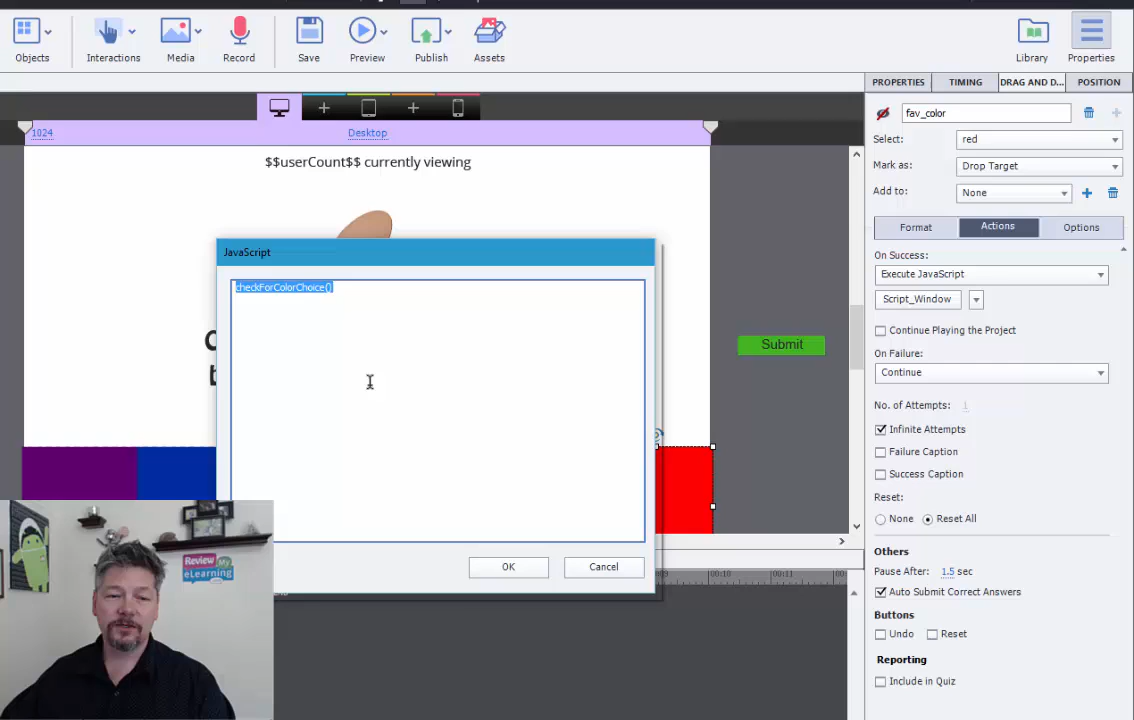 Objects
Interactions
Media
Record
Save
Preview
Publish
Assets
Library
Properties
PROPERTIES
TIMING
DRAG AND D...
POSITION
1024
Desktop
$$userCount$$ currently viewing
JavaScript
checkForColorChoice()
OK
Cancel
Submit
fav_color
Select:
red
Mark as:
Drop Target
Add to:
None
Format
Actions
Options
On Success:
Execute JavaScript
Script_Window
Continue Playing the Project
On Failure:
Continue
No. of Attempts: 1
Infinite Attempts
Failure Caption
Success Caption
Reset:
None
Reset All
Others
Pause After: 1.5 sec
Auto Submit Correct Answers
Buttons
Undo
Reset
Reporting
Include in Quiz
00:10
00:11
Review My
eLearning